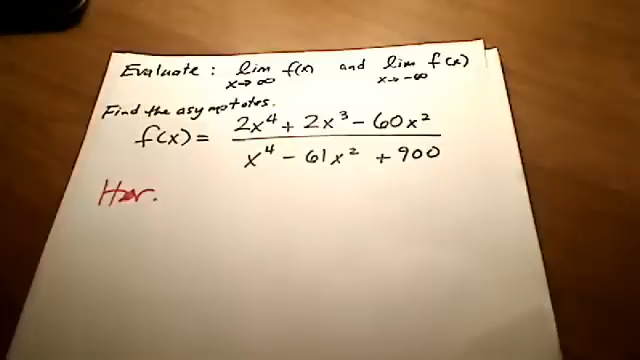 Evaluate : lim x→∞ f(x) and lim x→-∞ f(x)
Find the asymptotes.
f(x) = (2x⁴ + 2x³ - 60x²) / (x⁴ - 61x² + 900)
Hor.